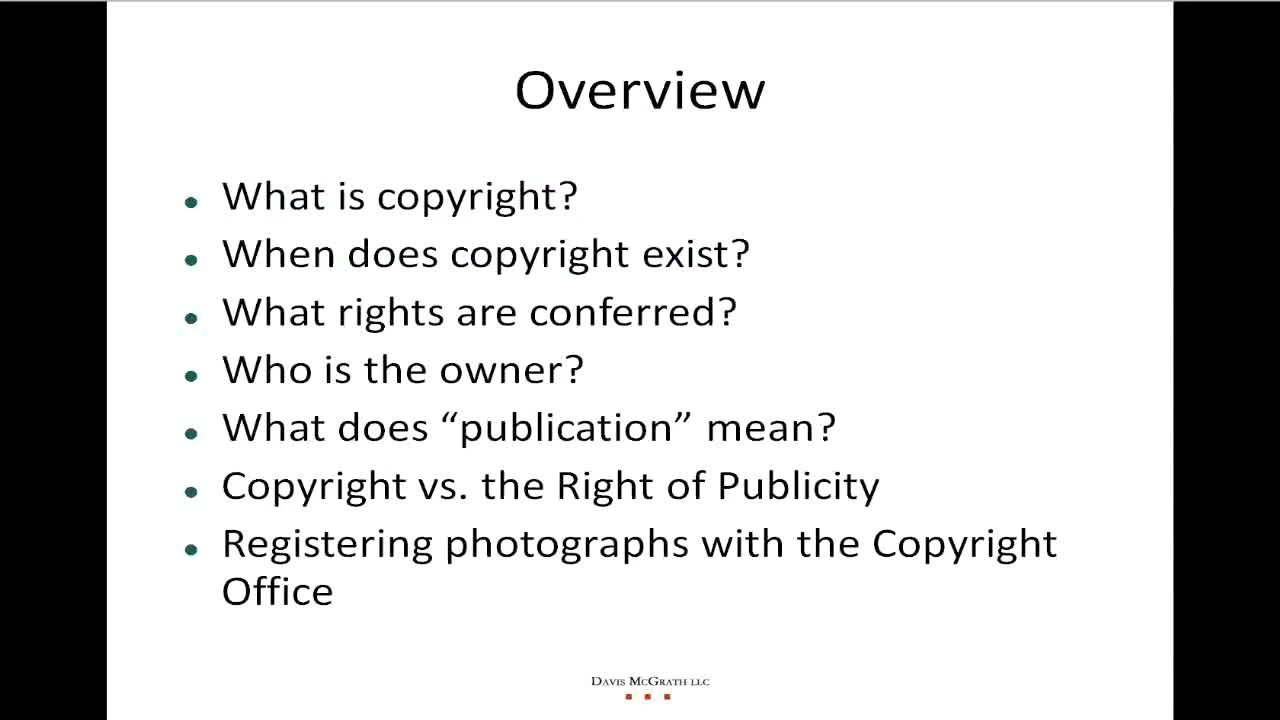 Overview
What is copyright?
When does copyright exist?
What rights are conferred?
Who is the owner?
What does “publication” mean?
Copyright vs. the Right of Publicity
Registering photographs with the Copyright
Office
DAVIS MCGRATH LLC